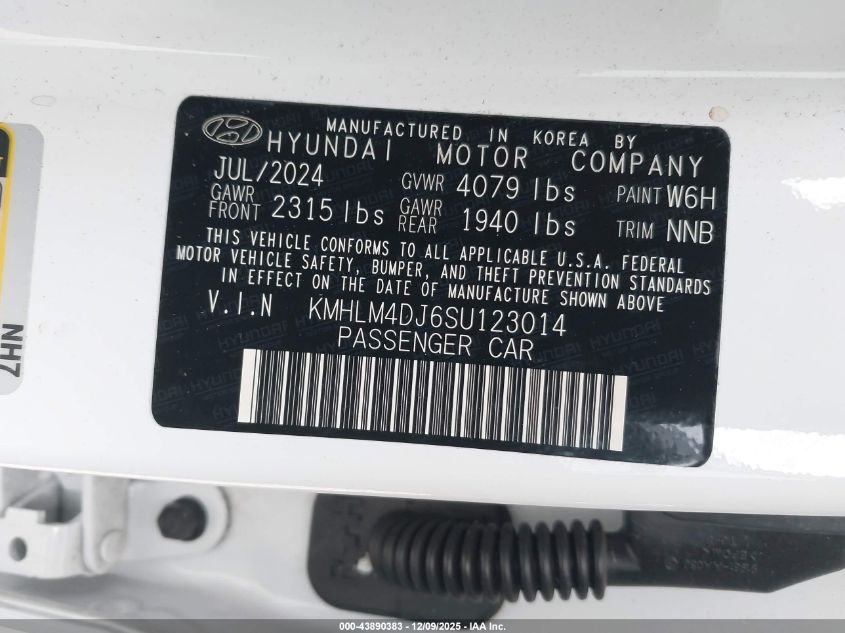 MANUFACTURED IN KOREA BY
HYUNDAI MOTOR COMPANY
JUL/2024 GVWR 4079 lbs PAINT W6H
GAWR FRONT 2315 lbs GAWR REAR 1940 lbs TRIM NNB
THIS VEHICLE CONFORMS TO ALL APPLICABLE U.S.A. FEDERAL
MOTOR VEHICLE SAFETY, BUMPER, AND THEFT PREVENTION STANDARDS
IN EFFECT ON THE DATE OF MANUFACTURE SHOWN ABOVE
V.I.N KMHLM4DJ6SU123014
PASSENGER CAR
NH7
000-43890383 - 12/09/2025 - IAA Inc.